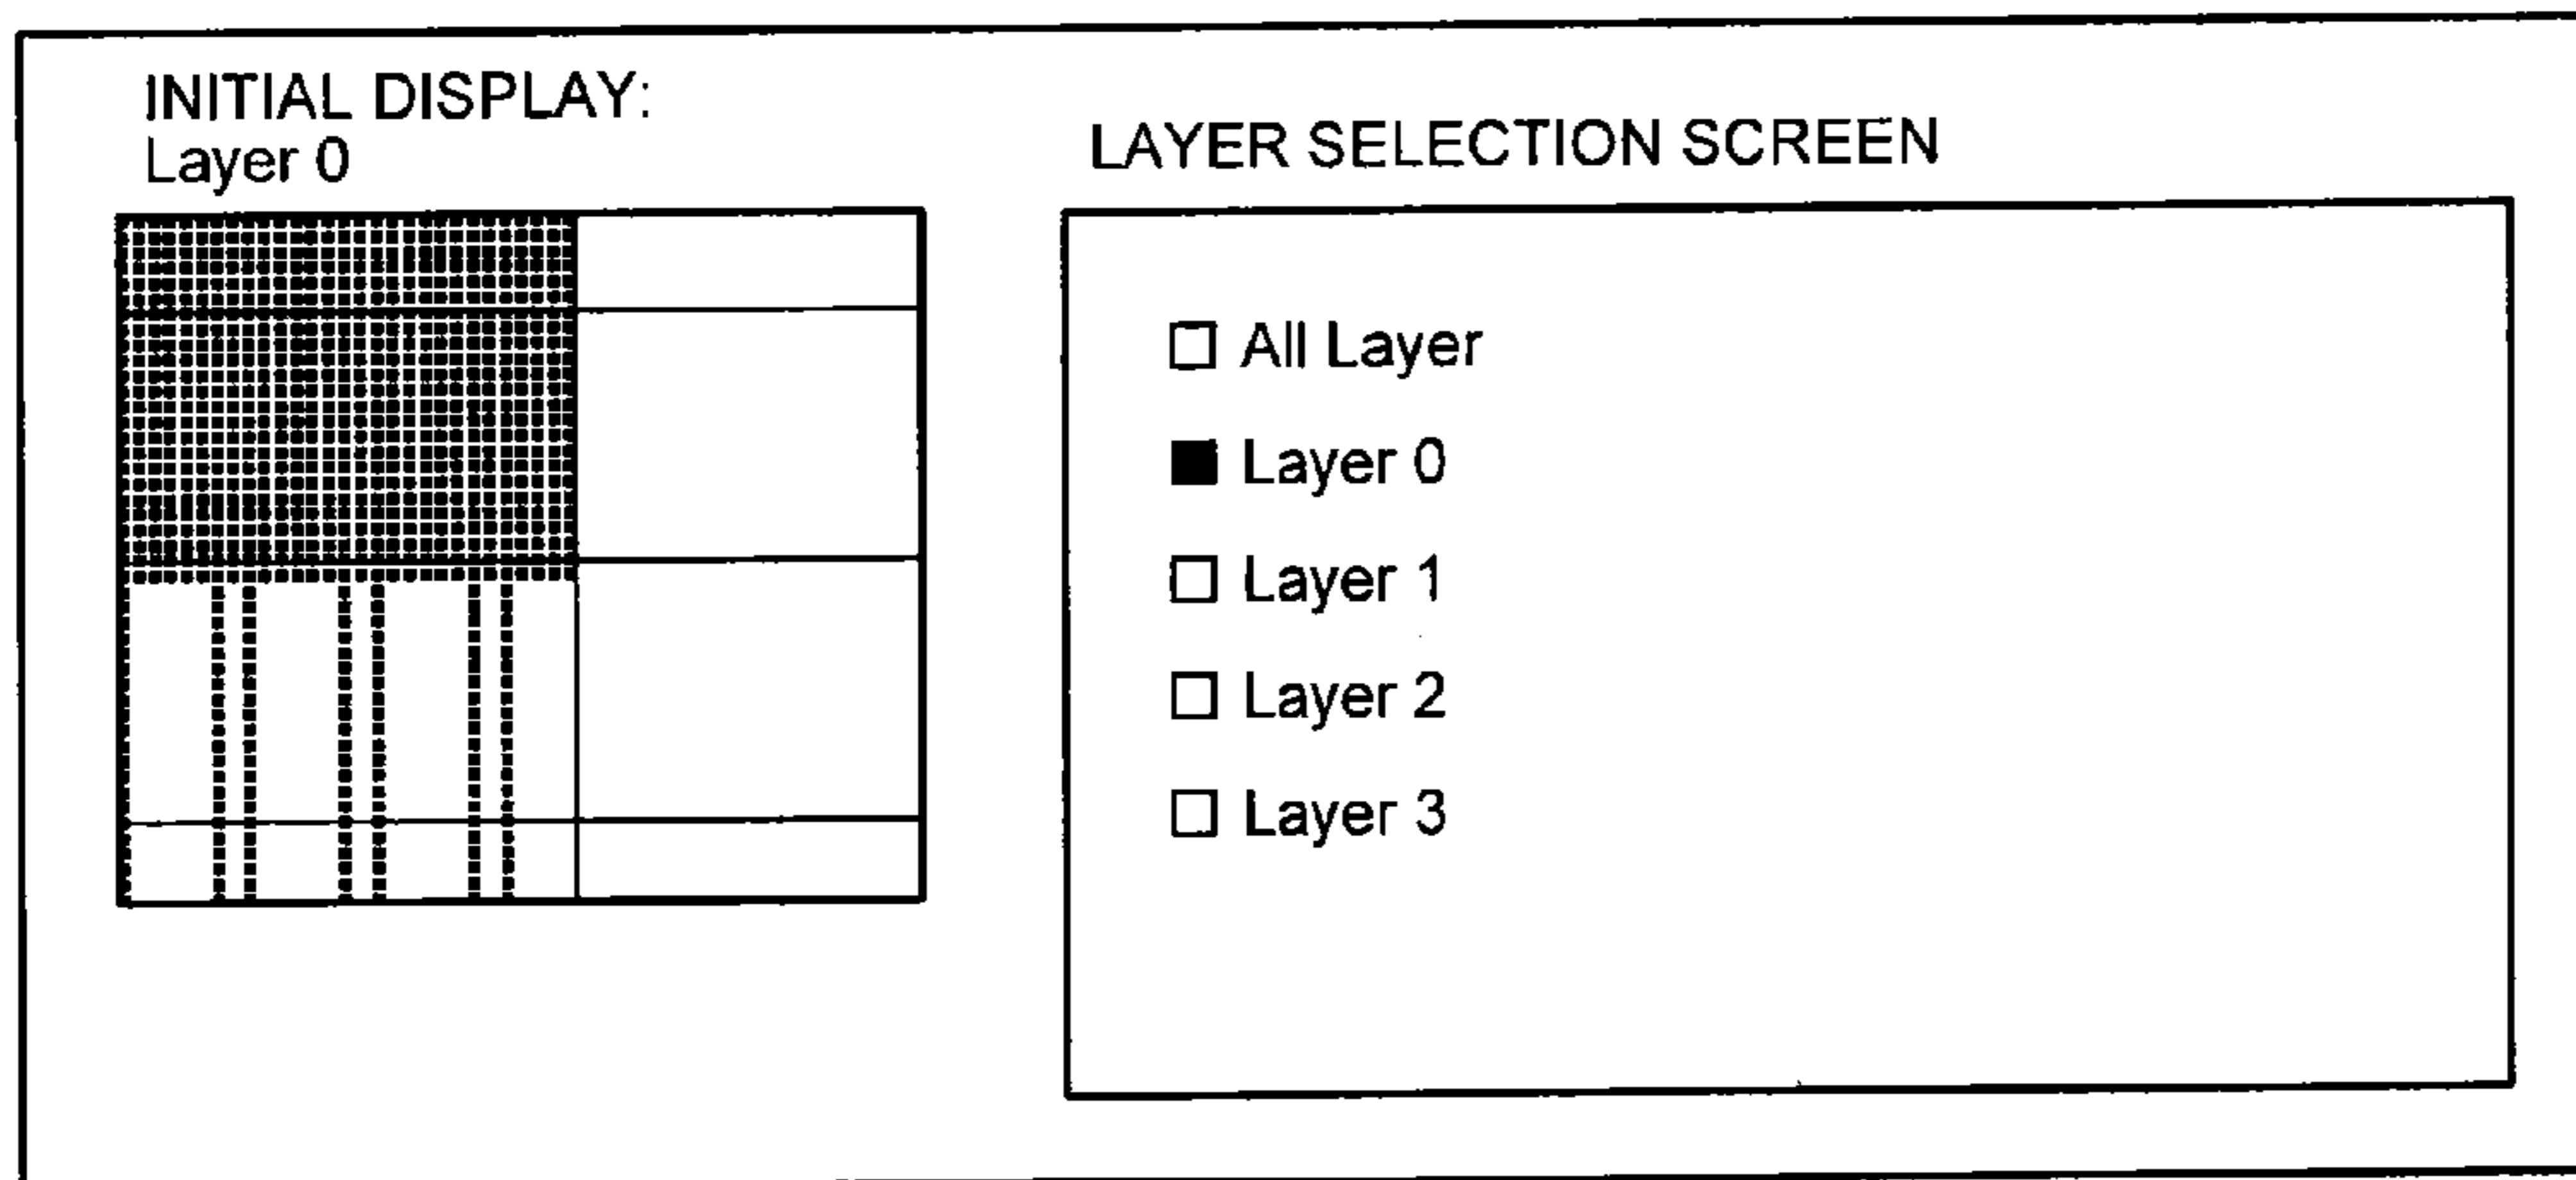 INITIAL DISPLAY:
Layer 0
LAYER SELECTION SCREEN
All Layer
Layer 0
Layer 1
Layer 2
Layer 3